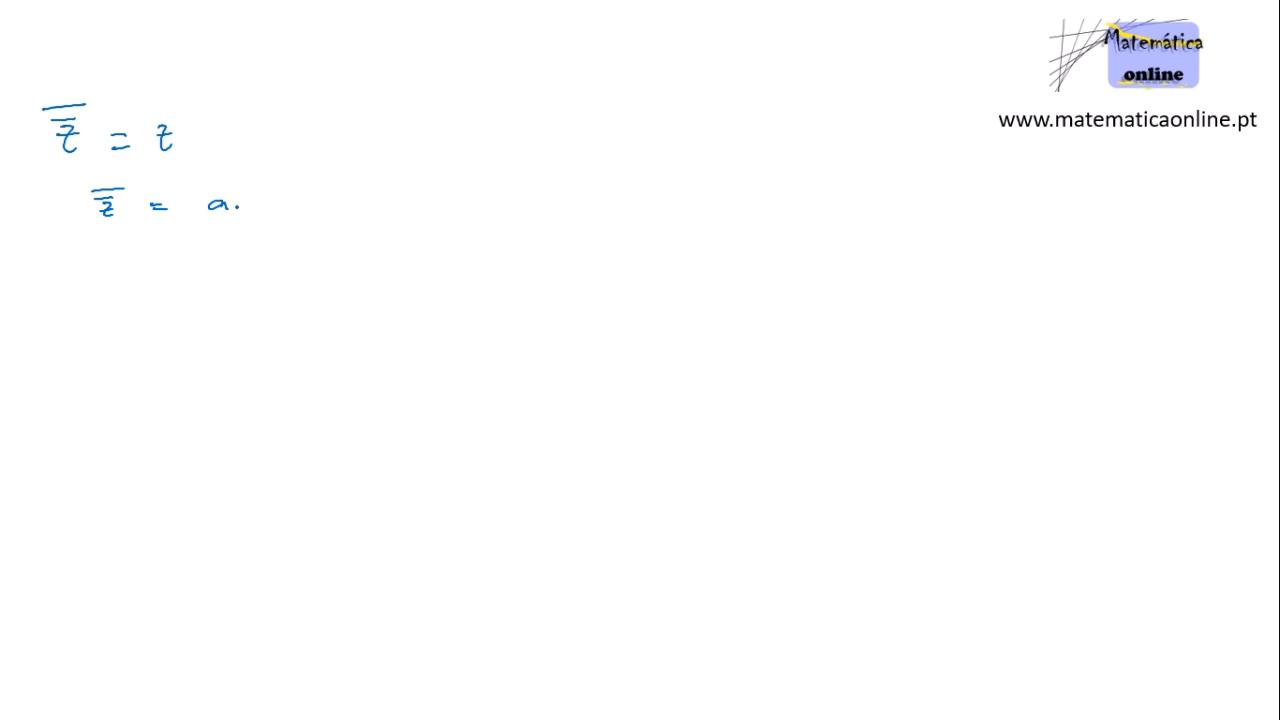 Matemática
online
www.matematicaonline.pt
z̿ = z
z̿ = a.